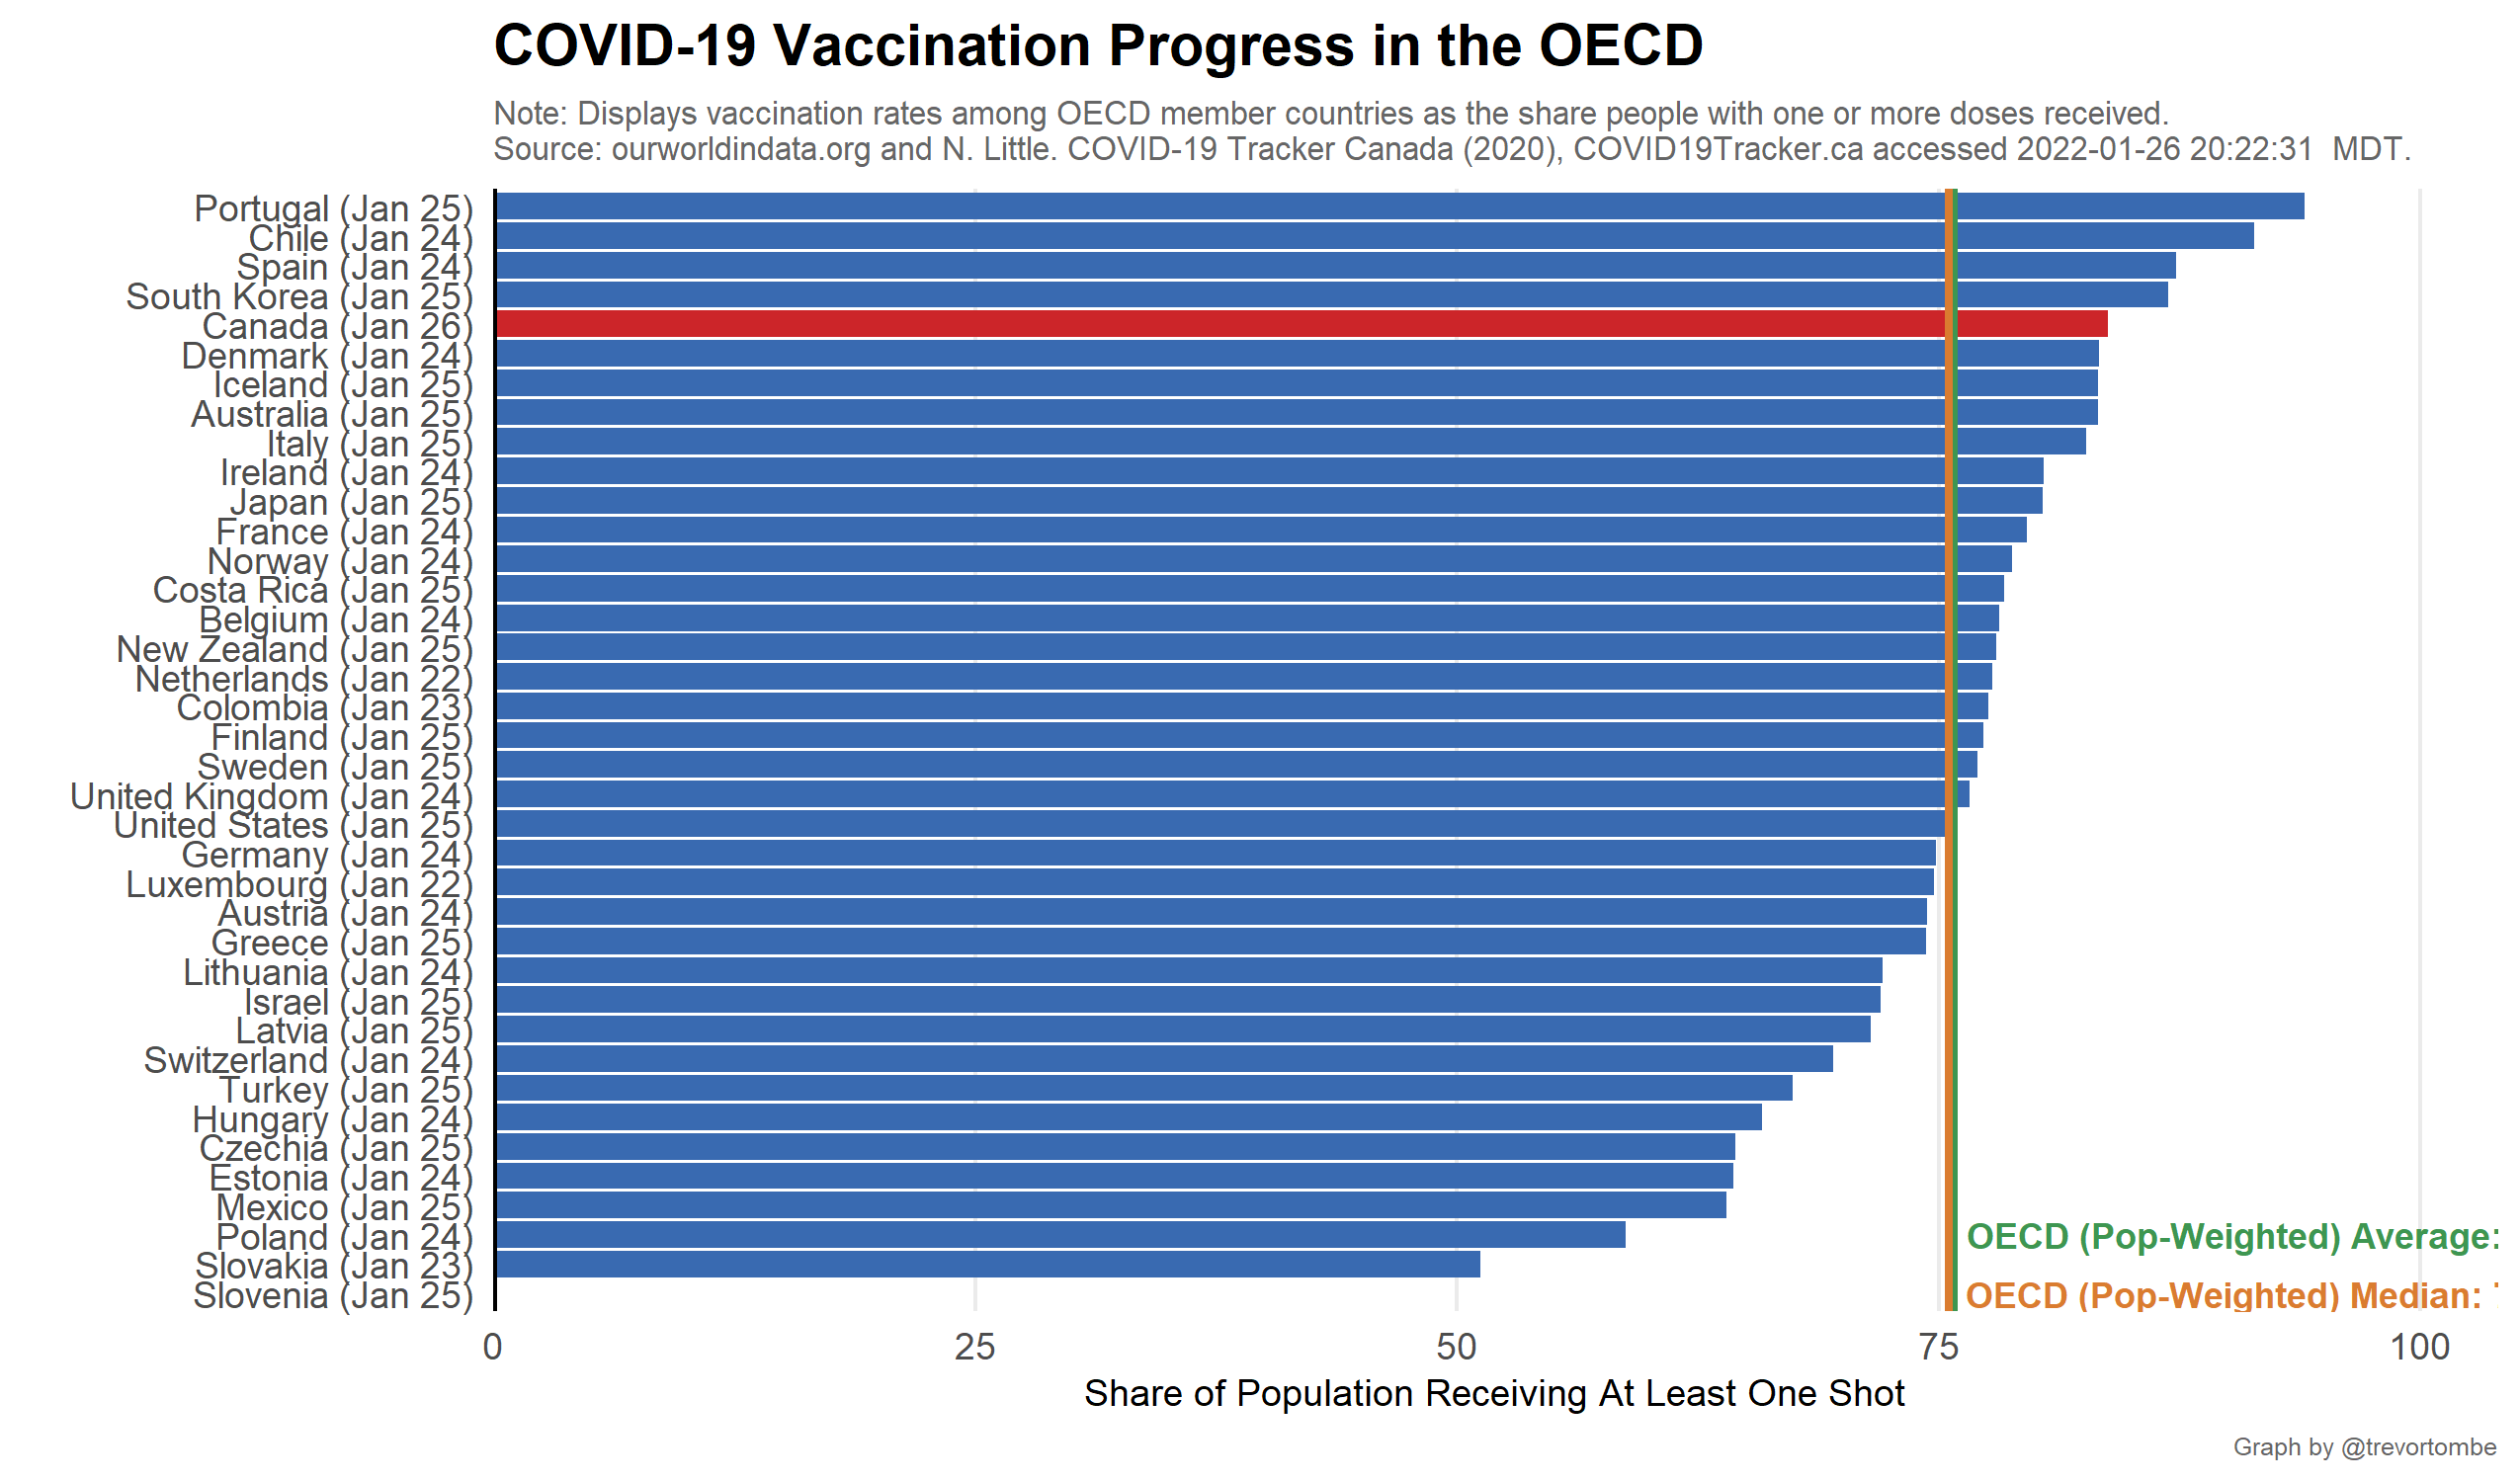 COVID-19 Vaccination Progress in the OECD
Note: Displays vaccination rates among OECD member countries as the share people with one or more doses received.
Source: ourworldindata.org and N. Little. COVID-19 Tracker Canada (2020), COVID19Tracker.ca accessed 2022-01-26 20:22:31 MDT.
Portugal (Jan 25)
Chile (Jan 24)
Spain (Jan 24)
South Korea (Jan 25)
Canada (Jan 26)
Denmark (Jan 24)
Iceland (Jan 25)
Australia (Jan 25)
Italy (Jan 25)
Ireland (Jan 24)
Japan (Jan 25)
France (Jan 24)
Norway (Jan 24)
Costa Rica (Jan 25)
Belgium (Jan 24)
New Zealand (Jan 25)
Netherlands (Jan 22)
Colombia (Jan 23)
Finland (Jan 25)
Sweden (Jan 25)
United Kingdom (Jan 24)
United States (Jan 25)
Germany (Jan 24)
Luxembourg (Jan 22)
Austria (Jan 24)
Greece (Jan 25)
Lithuania (Jan 24)
Israel (Jan 25)
Latvia (Jan 25)
Switzerland (Jan 24)
Turkey (Jan 25)
Hungary (Jan 24)
Czechia (Jan 25)
Estonia (Jan 24)
Mexico (Jan 25)
Poland (Jan 24)
OECD (Pop-Weighted) Average:
Slovakia (Jan 23)
Slovenia (Jan 25)
OECD (Pop-Weighted) Median:
0 25 50 75 100
Share of Population Receiving At Least One Shot
Graph by @trevortombe